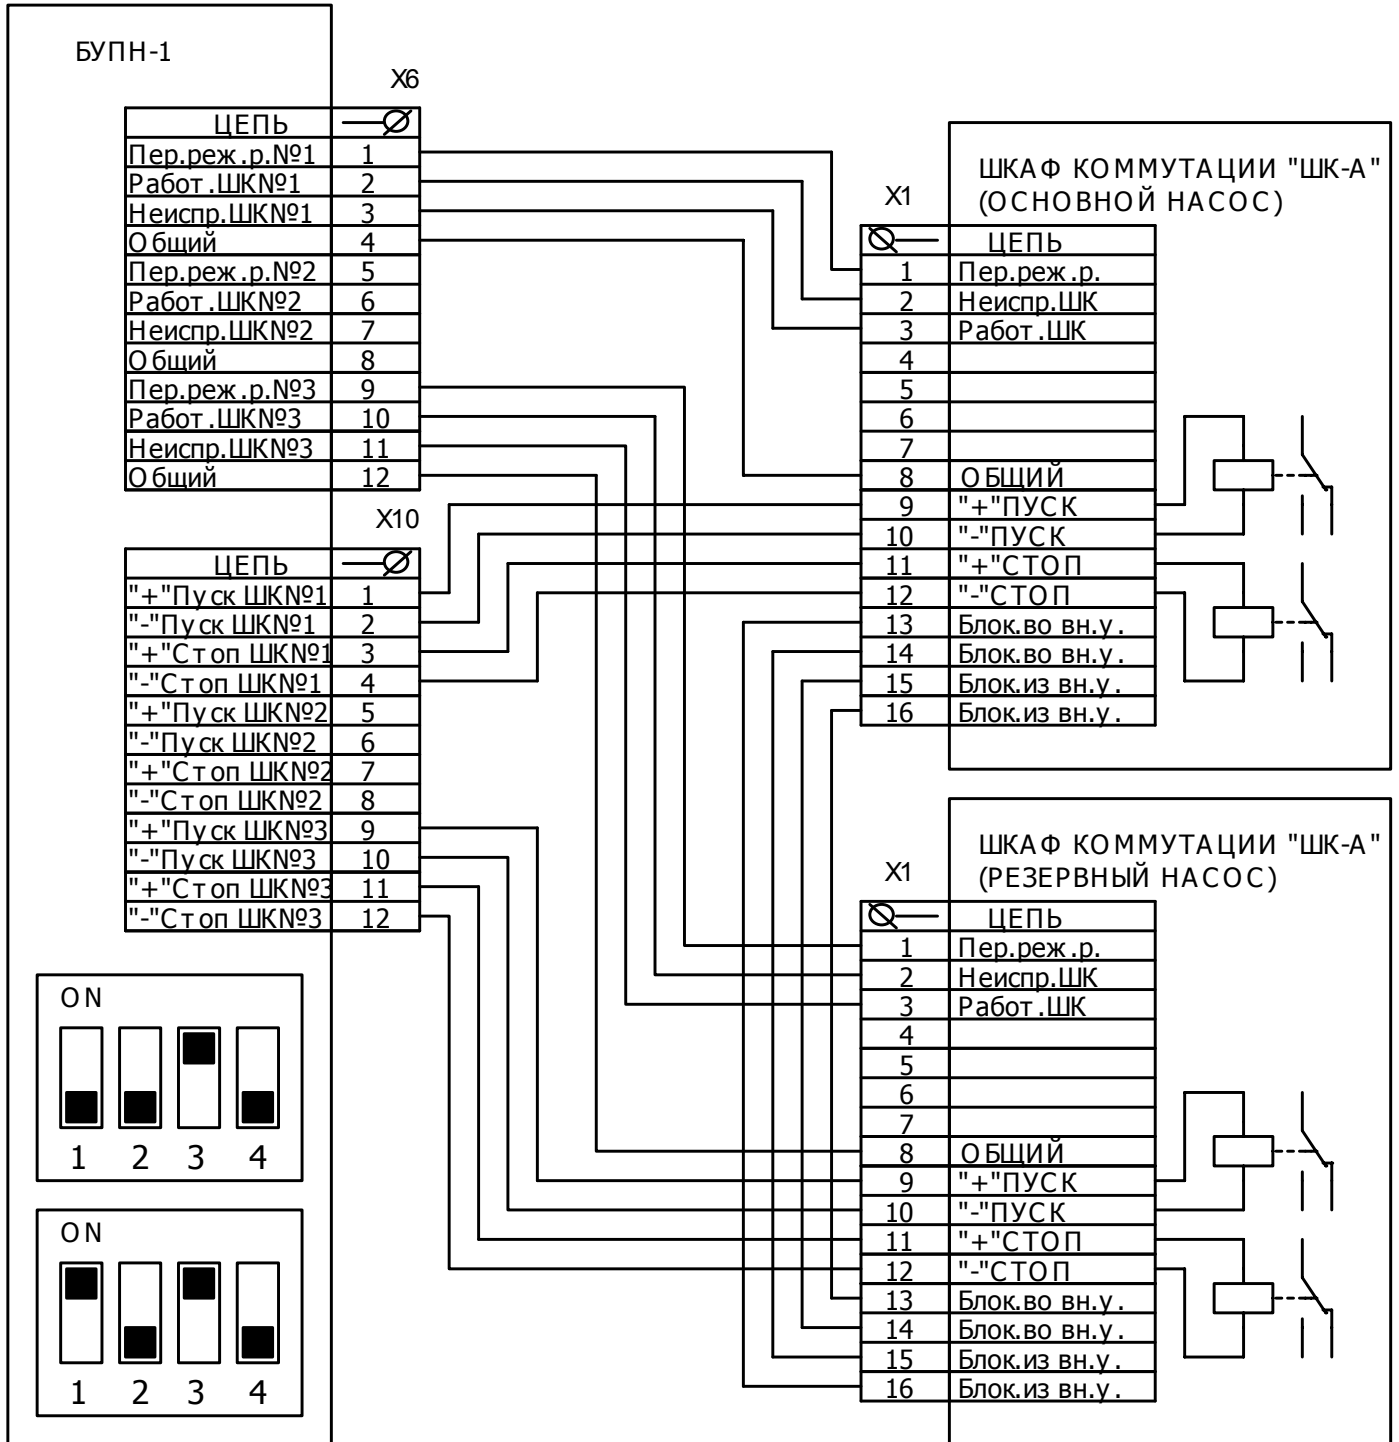 БУПН-1
X6
ЦЕПЬ
Пер.реж.р.№1 1
Работ.ШК№1 2
Неиспр.ШК№1 3
Общий 4
Пер.реж.р.№2 5
Работ.ШК№2 6
Неиспр.ШК№2 7
Общий 8
Пер.реж.р.№3 9
Работ.ШК№3 10
Неиспр.ШК№3 11
Общий 12
X10
ЦЕПЬ
"+"Пуск ШК№1 1
"-"Пуск ШК№1 2
"+"Стоп ШК№1 3
"-"Стоп ШК№1 4
"+"Пуск ШК№2 5
"-"Пуск ШК№2 6
"+"Стоп ШК№2 7
"-"Стоп ШК№2 8
"+"Пуск ШК№3 9
"-"Пуск ШК№3 10
"+"Стоп ШК№3 11
"-"Стоп ШК№3 12
ON
1 2 3 4
ON
1 2 3 4
ШКАФ КОММУТАЦИИ "ШК-А"
(ОСНОВНОЙ НАСОС)
X1
ЦЕПЬ
1 Пер.реж.р.
2 Неиспр.ШК
3 Работ.ШК
4
5
6
7
8 ОБЩИЙ
9 "+"ПУСК
10 "-"ПУСК
11 "+"СТОП
12 "-"СТОП
13 Блок.во вн.у.
14 Блок.во вн.у.
15 Блок.из вн.у.
16 Блок.из вн.у.
ШКАФ КОММУТАЦИИ "ШК-А"
(РЕЗЕРВНЫЙ НАСОС)
X1
ЦЕПЬ
1 Пер.реж.р.
2 Неиспр.ШК
3 Работ.ШК
4
5
6
7
8 ОБЩИЙ
9 "+"ПУСК
10 "-"ПУСК
11 "+"СТОП
12 "-"СТОП
13 Блок.во вн.у.
14 Блок.во вн.у.
15 Блок.из вн.у.
16 Блок.из вн.у.